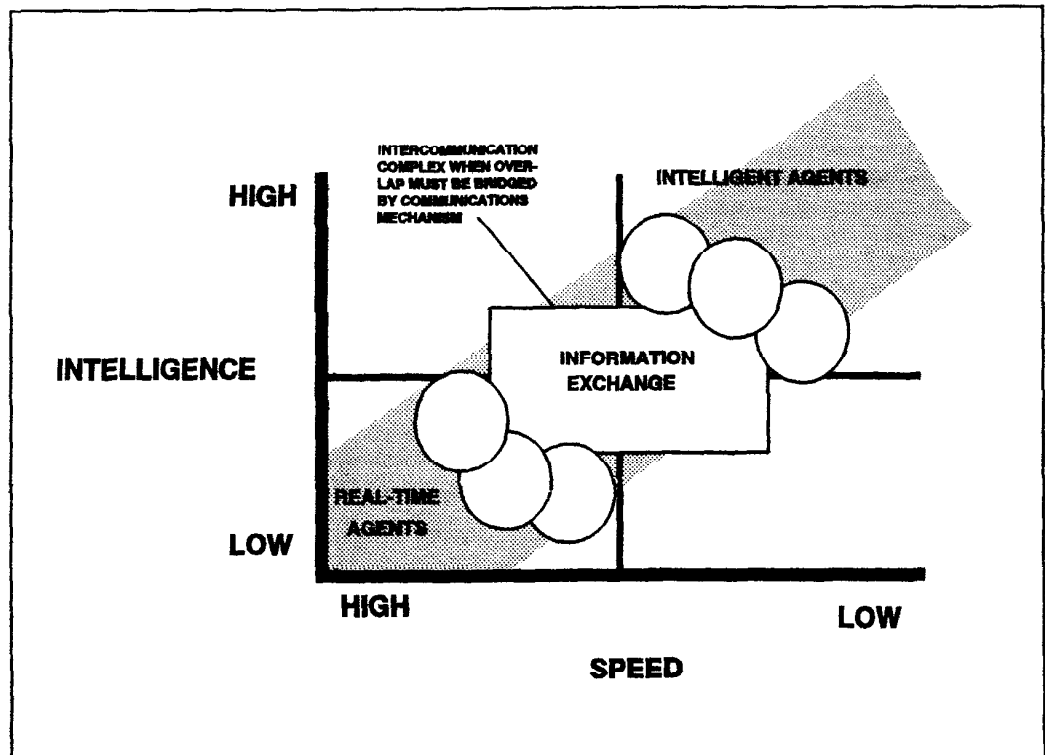 INTERCOMMUNICATION
COMPLEX WHEN OVER-
LAP MUST BE BRIDGED
BY COMMUNICATIONS
MECHANISM
INTELLIGENT AGENTS
HIGH
INTELLIGENCE
INFORMATION
EXCHANGE
REAL-TIME
AGENTS
LOW
HIGH
LOW
SPEED